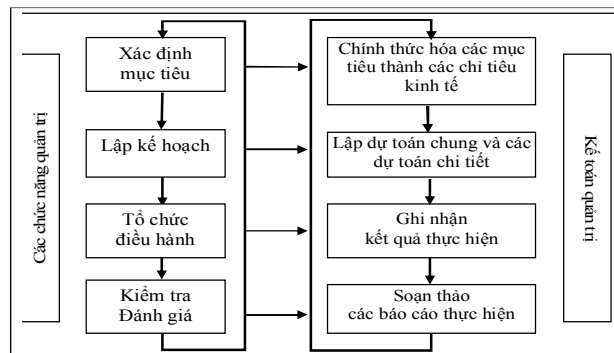 Các chức năng quản trị
Xác định
mục tiêu
Lập kế hoạch
Tổ chức
điều hành
Kiểm tra
Đánh giá
Chính thức hóa các mục
tiêu thành các chỉ tiêu
kinh tế
Lập dự toán chung và các
dự toán chi tiết
Ghi nhận
kết quả thực hiện
Soạn thảo
các báo cáo thực hiện
Kế toán quản trị